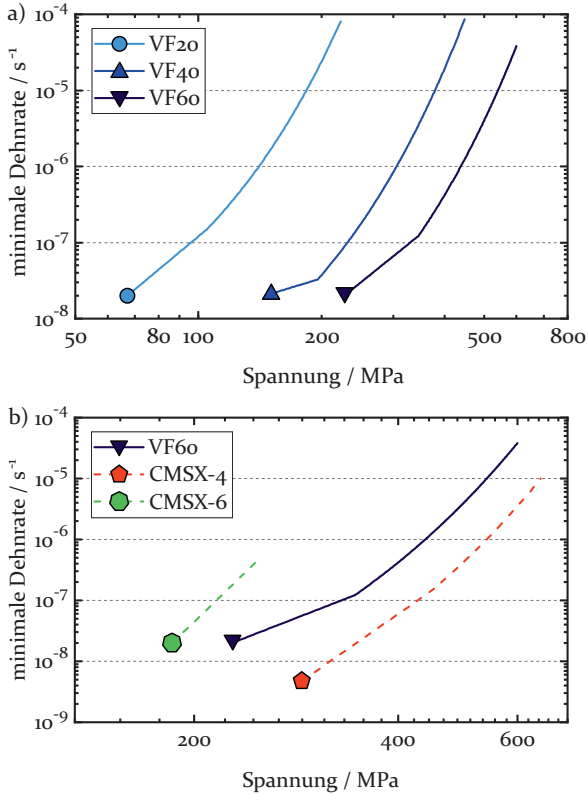 a)
10⁻⁴
10⁻⁵
10⁻⁶
10⁻⁷
10⁻⁸
minimale Dehnrate / s⁻¹
VF20
VF40
VF60
50 80 100 200 500 800
Spannung / MPa
b)
10⁻⁴
10⁻⁵
10⁻⁶
10⁻⁷
10⁻⁸
10⁻⁹
minimale Dehnrate / s⁻¹
VF60
CMSX-4
CMSX-6
200 400 600
Spannung / MPa